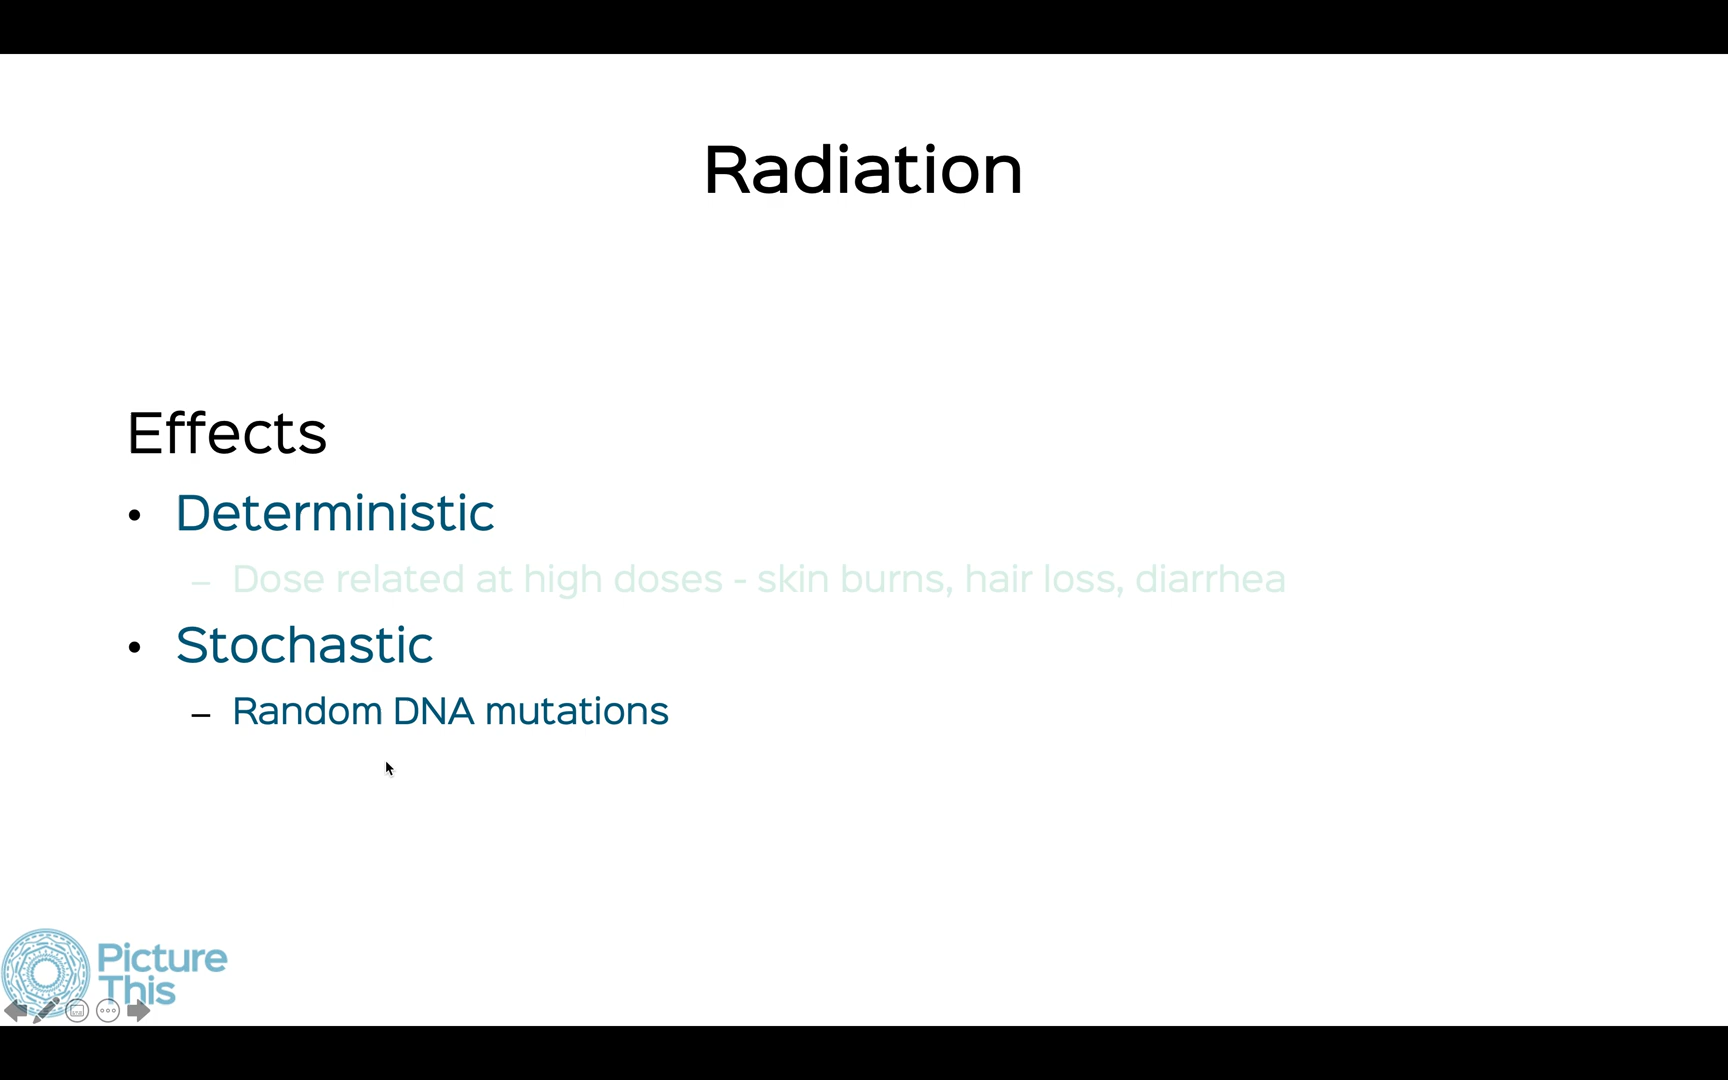 Radiation
Effects
• Deterministic
– Dose related at high doses - skin burns, hair loss, diarrhea
• Stochastic
– Random DNA mutations
Picture
This